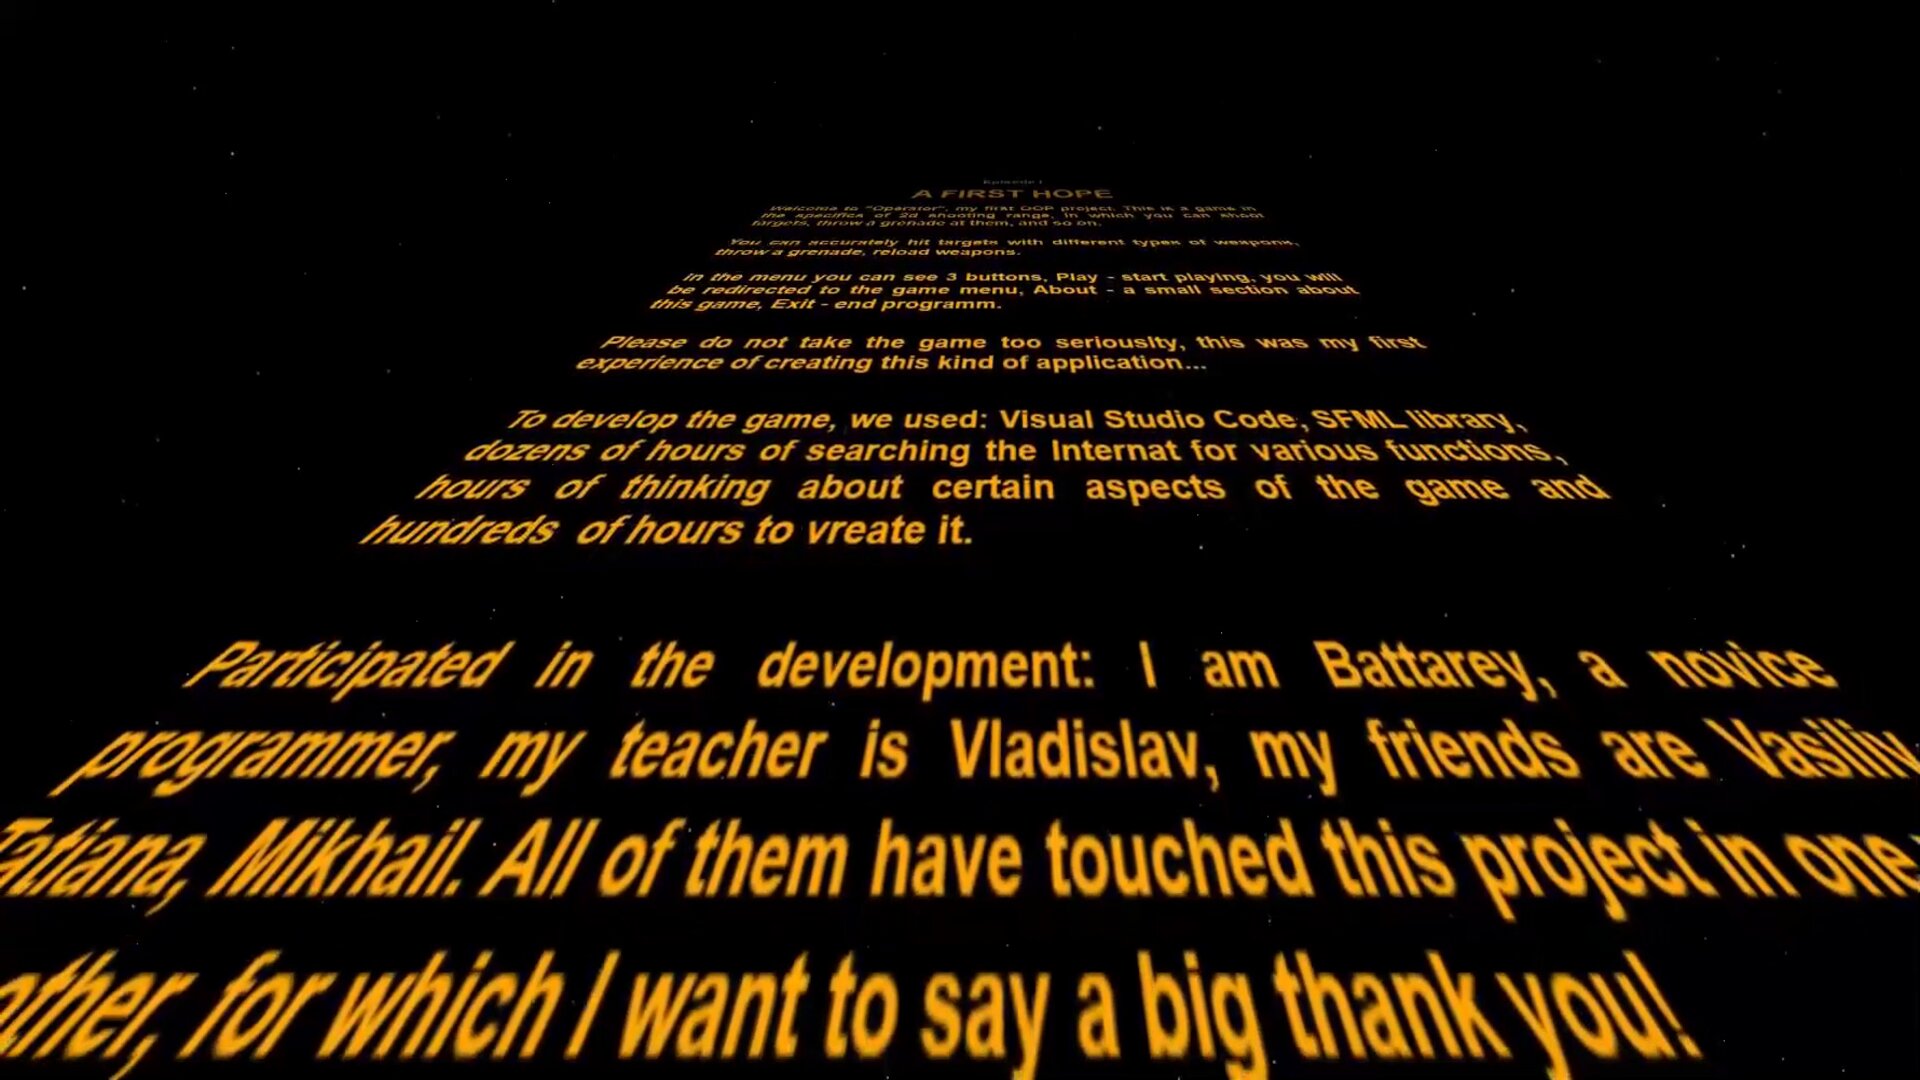 Episode I
A FIRST HOPE
Welcome to "Operator", my first OOP project. This is a game in
the specifics of 2d shooting range, in which you can shoot
targets, throw a grenade at them, and so on.
You can accurately hit targets with different types of weapons,
throw a grenade, reload weapons.
In the menu you can see 3 buttons, Play - start playing, you will
be redirected to the game menu, About - a small section about
this game, Exit - end programm.
Please do not take the game too seriouslty, this was my first
experience of creating this kind of application...
To develop the game, we used: Visual Studio Code, SFML library,
dozens of hours of searching the Internat for various functions,
hours of thinking about certain aspects of the game and
hundreds of hours to vreate it.
Participated in the development: I am Battarey, a novice
programmer, my teacher is Vladislav, my friends are Vasiliy
Tatiana, Mikhail. All of them have touched this project in one
ther, for which I want to say a big thank you!